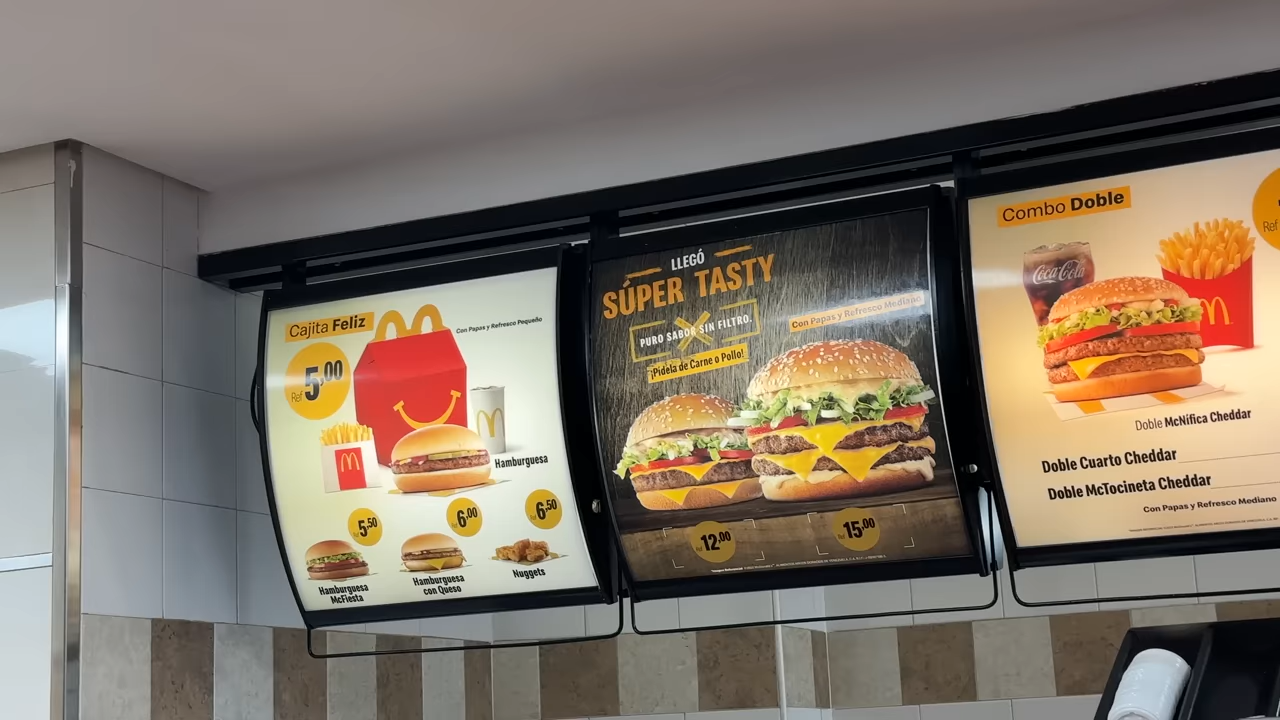 Cajita Feliz
Con Papas y Refresco Pequeño
Ref 5,00
Hamburguesa
5,50
6,00
6,50
Hamburguesa
McFiesta
Hamburguesa
con Queso
Nuggets
LLEGÓ
SÚPER TASTY
PURO SABOR SIN FILTRO.
¡Pídela de Carne o Pollo!
Con Papas y Refresco Mediano
Ref 12,00
Ref 15,00
Combo Doble
Ref
Coca-Cola
Doble McNífica Cheddar
Doble Cuarto Cheddar
Doble McTocineta Cheddar
Con Papas y Refresco Mediano